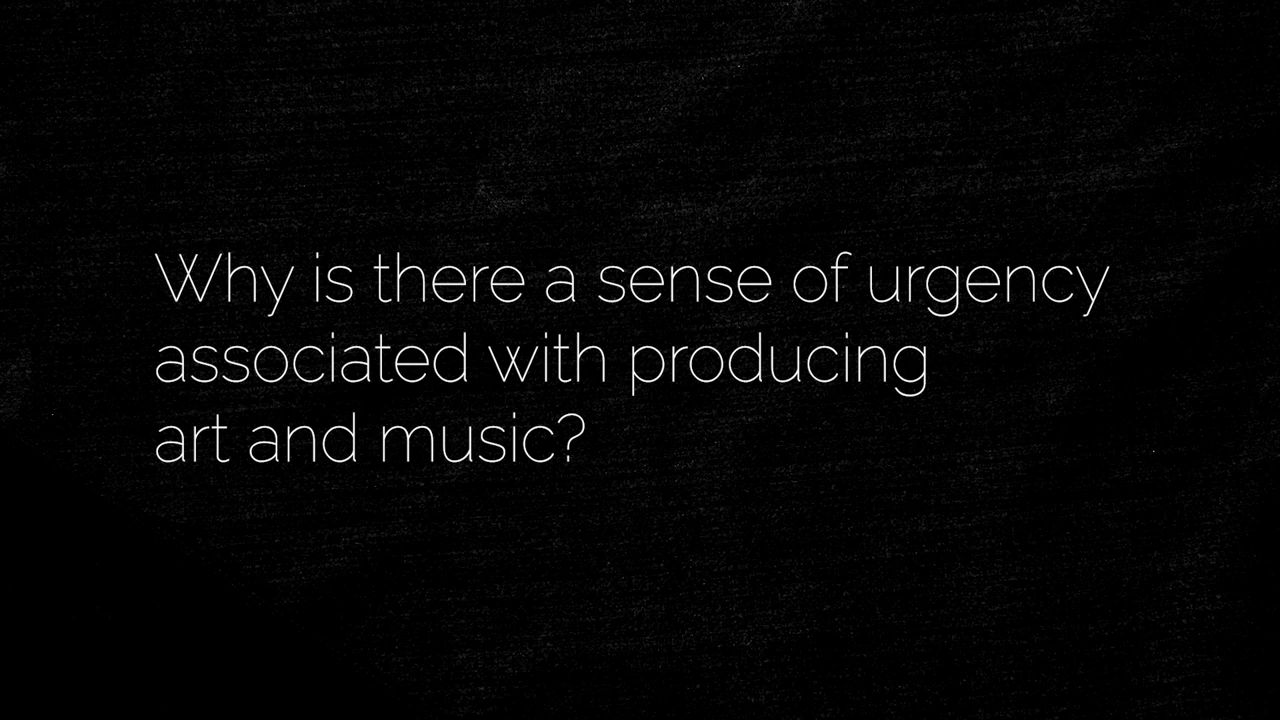 Why is there a sense of urgency
associated with producing
art and music?